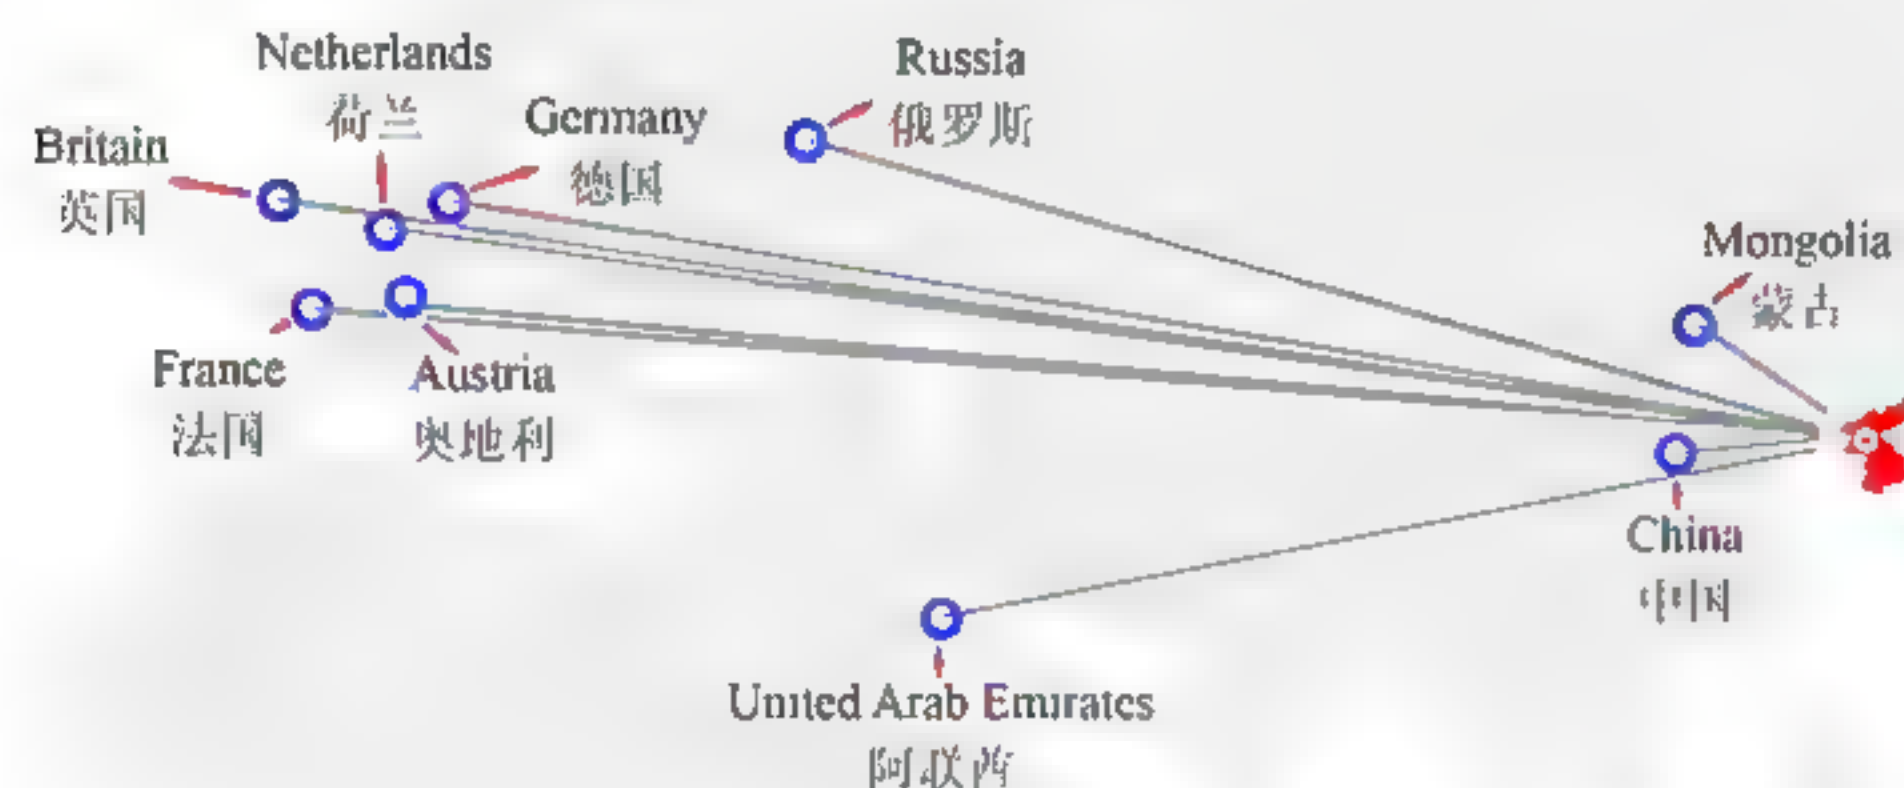 Netherlands
荷兰
Russia
俄罗斯
Germany
德国
Britain
英国
Mongolia
蒙古
France
法国
Austria
奥地利
China
中国
United Arab Emirates
阿联酋